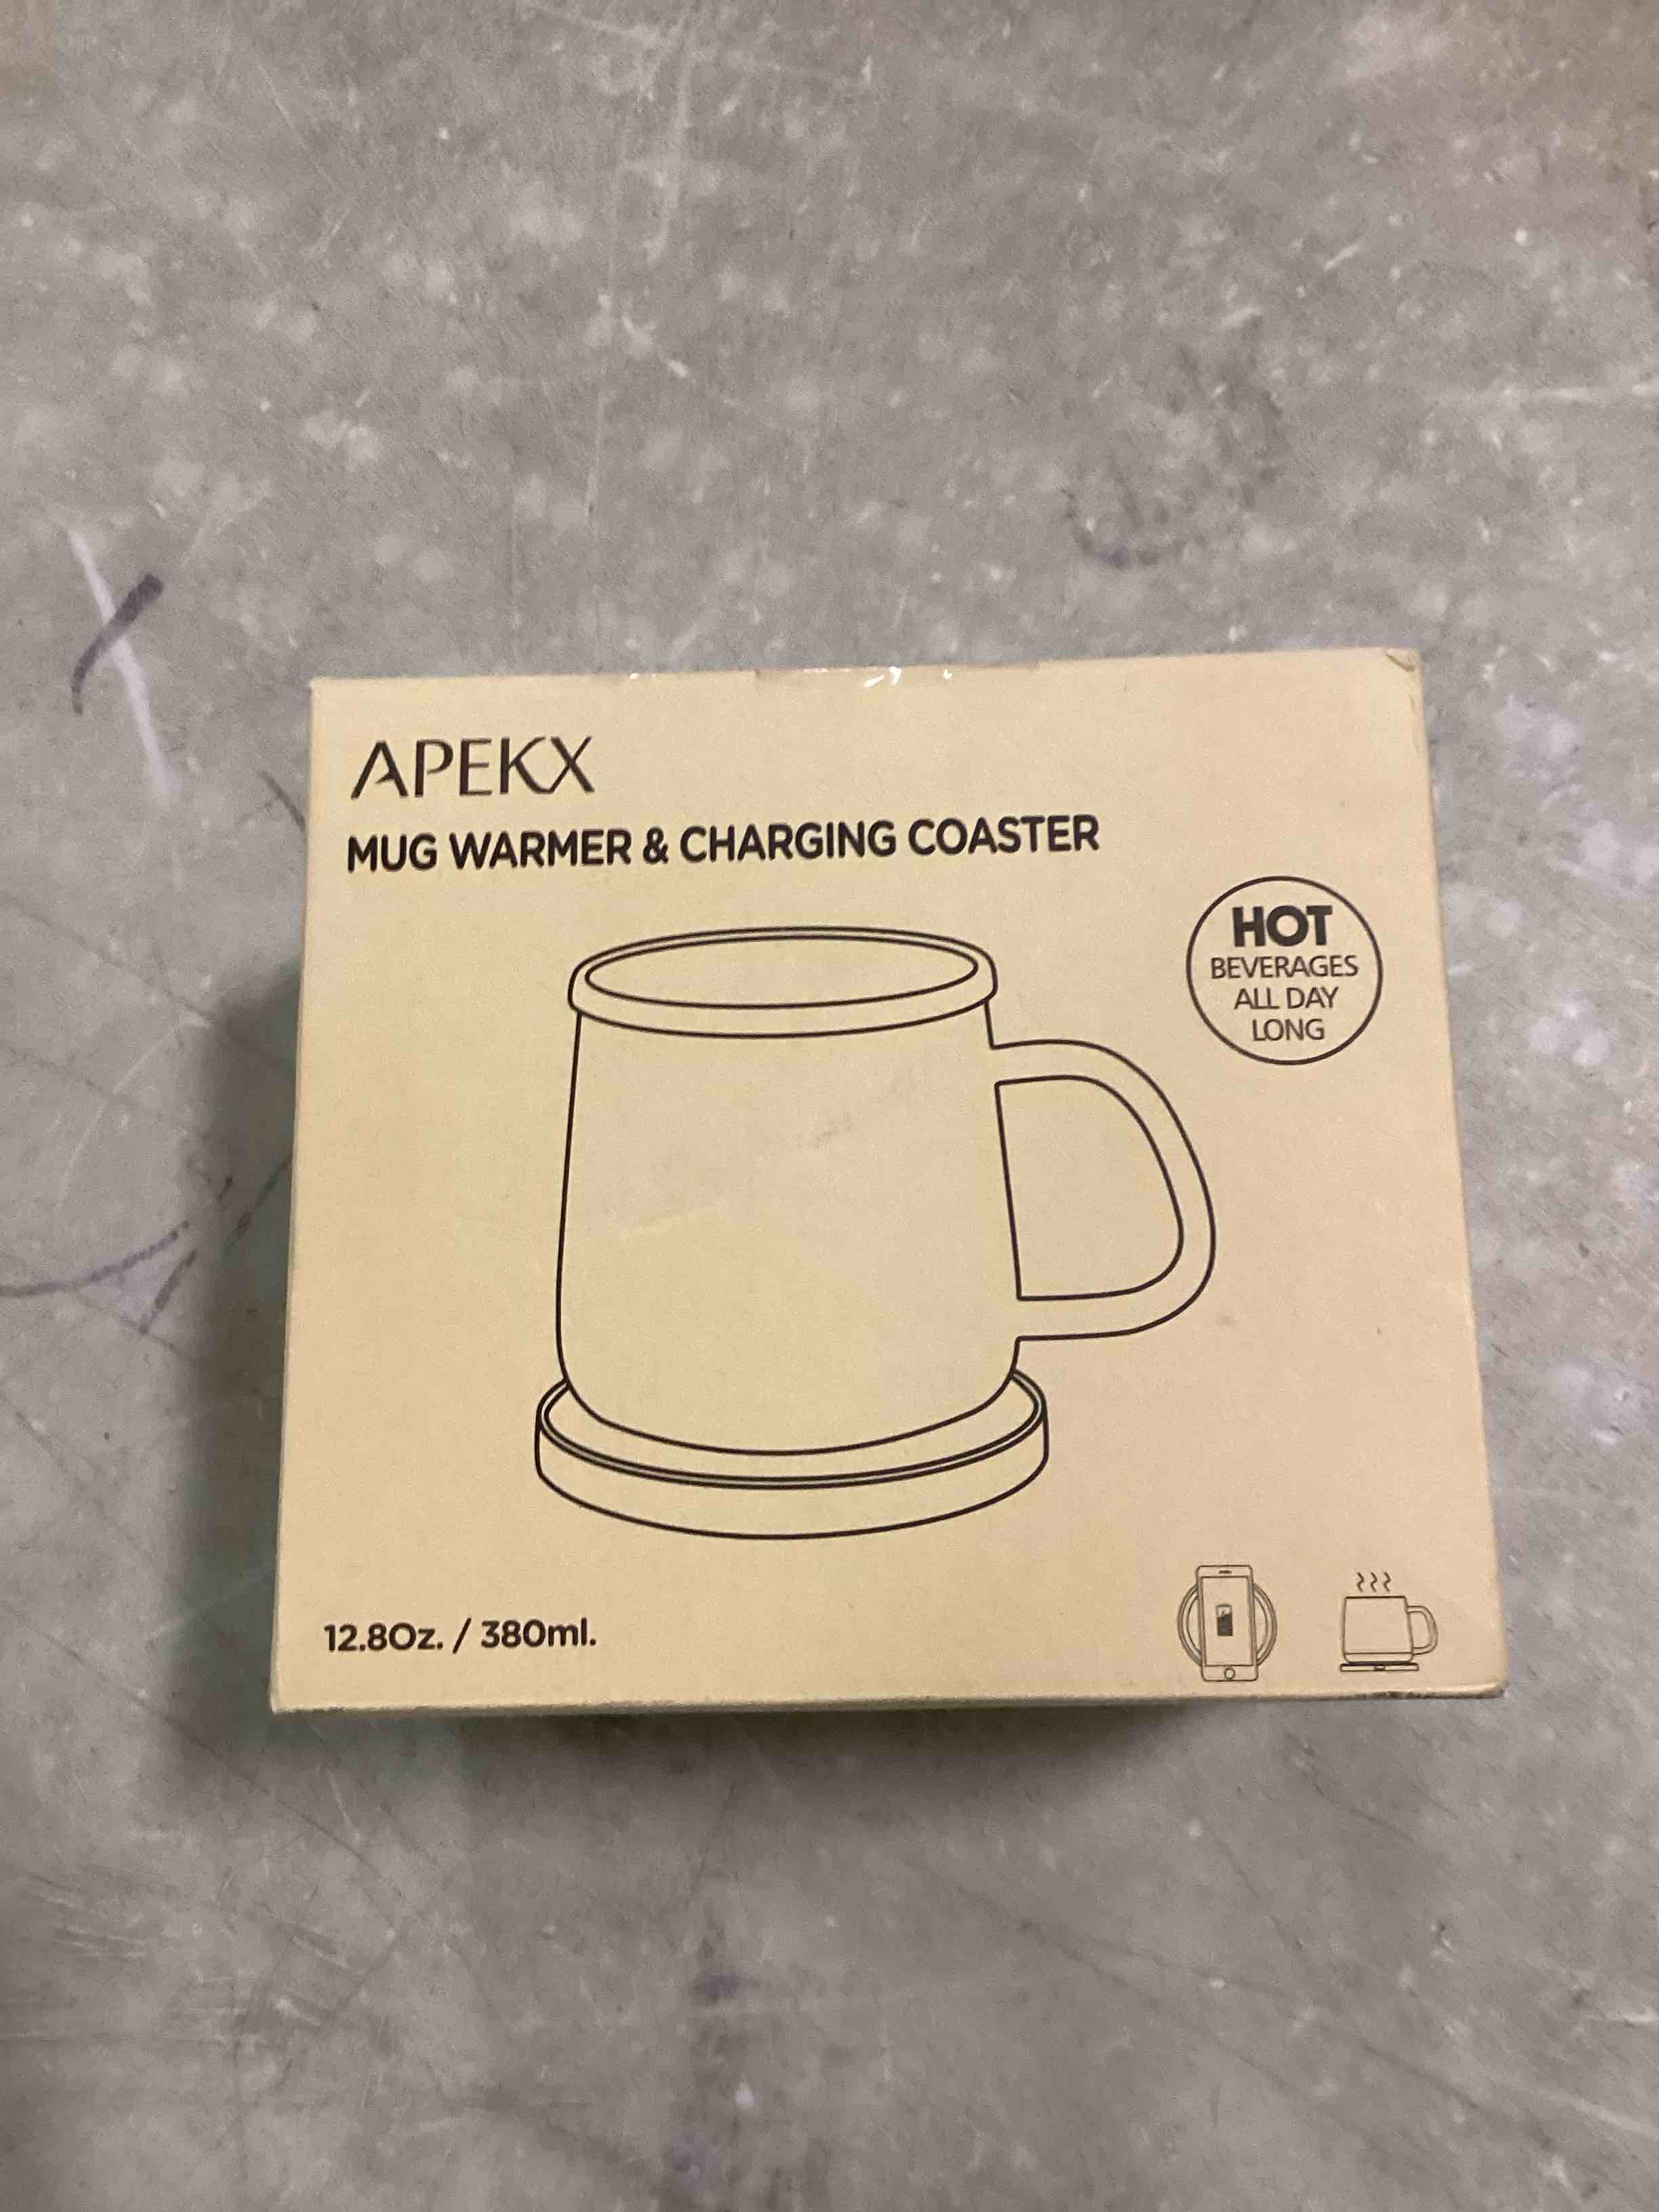 APEKX
MUG WARMER & CHARGING COASTER
HOT
BEVERAGES
ALL DAY
LONG
12.8Oz. / 380ml.